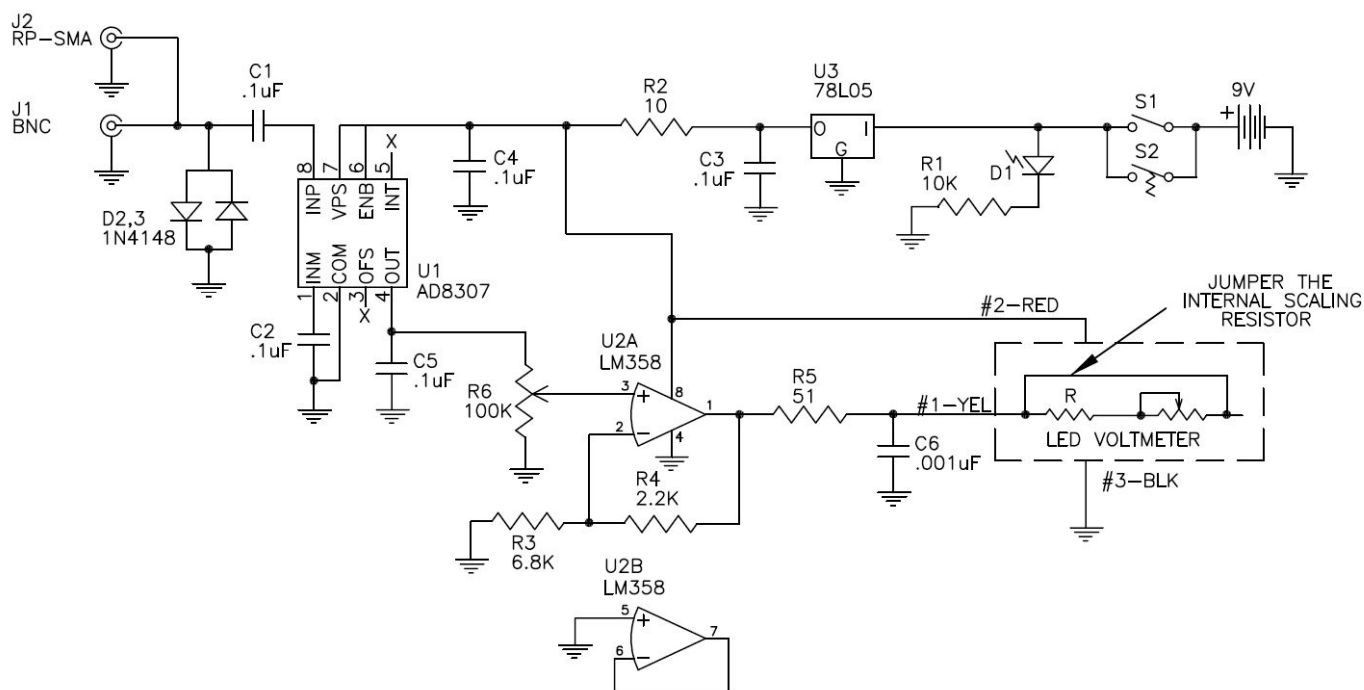 J2
RP-SMA
J1
BNC
C1
.1uF
D2,3
1N4148
8
7
6
5
X
INP
VPS
ENB
INT
INM
COM
OFS
OUT
1
2
3
4
X
U1
AD8307
C2
.1uF
C5
.1uF
C4
.1uF
R2
10
C3
.1uF
U3
78L05
O
I
G
R1
10K
D1
S1
S2
9V
+
R6
100K
U2A
LM358
3
+
2
−
8
4
1
R4
2.2K
R3
6.8K
R5
51
C6
.001uF
#2-RED
#1-YEL
#3-BLK
JUMPER THE
INTERNAL SCALING
RESISTOR
R
LED VOLTMETER
U2B
LM358
5
+
6
−
7